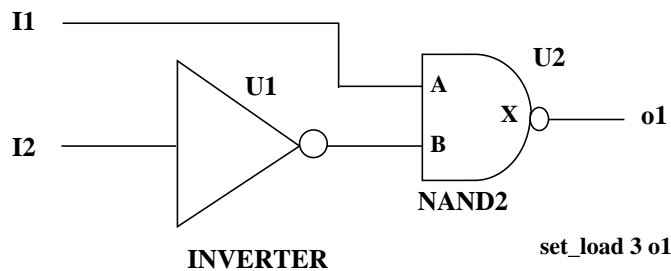 I1
U2
U1
A
X
o1
I2
B
NAND2
set_load 3 o1
INVERTER